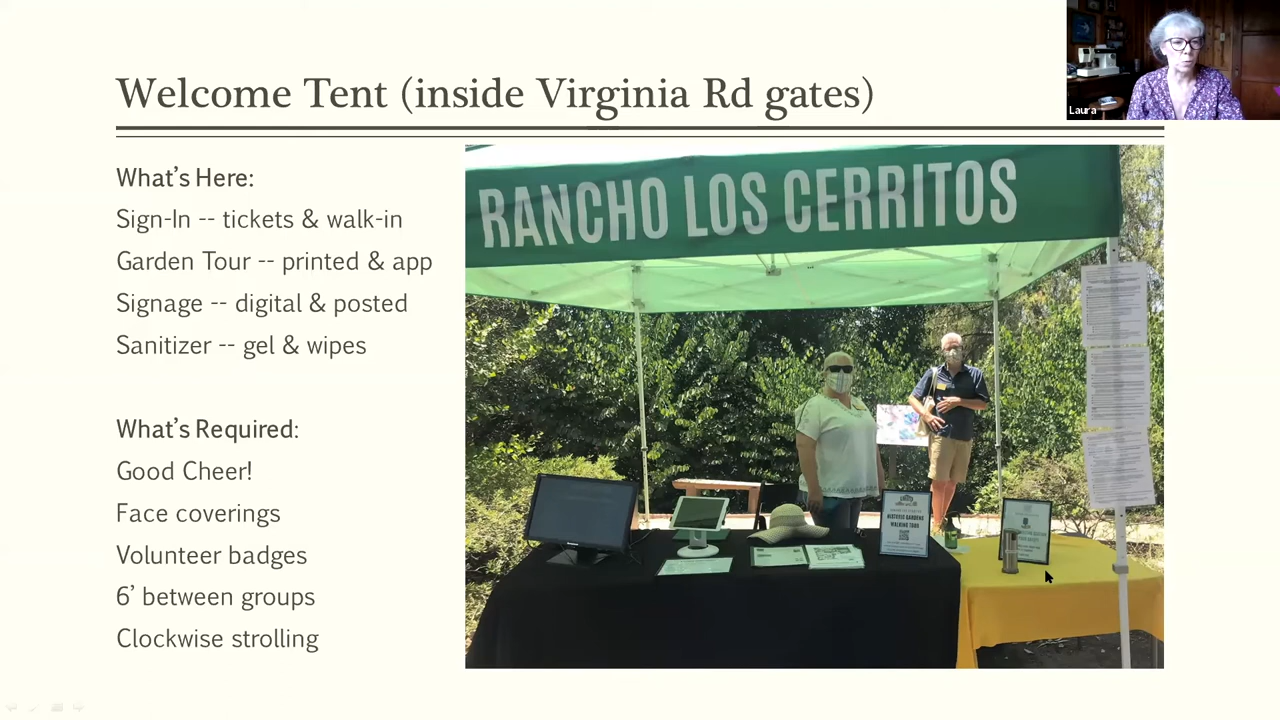 Welcome Tent (inside Virginia Rd gates)
Laura
What's Here:
Sign-In -- tickets & walk-in
Garden Tour -- printed & app
Signage -- digital & posted
Sanitizer -- gel & wipes
What's Required:
Good Cheer!
Face coverings
Volunteer badges
6' between groups
Clockwise strolling
RANCHO LOS CERRITOS
HISTORIC GARDENS
WALKING TOUR